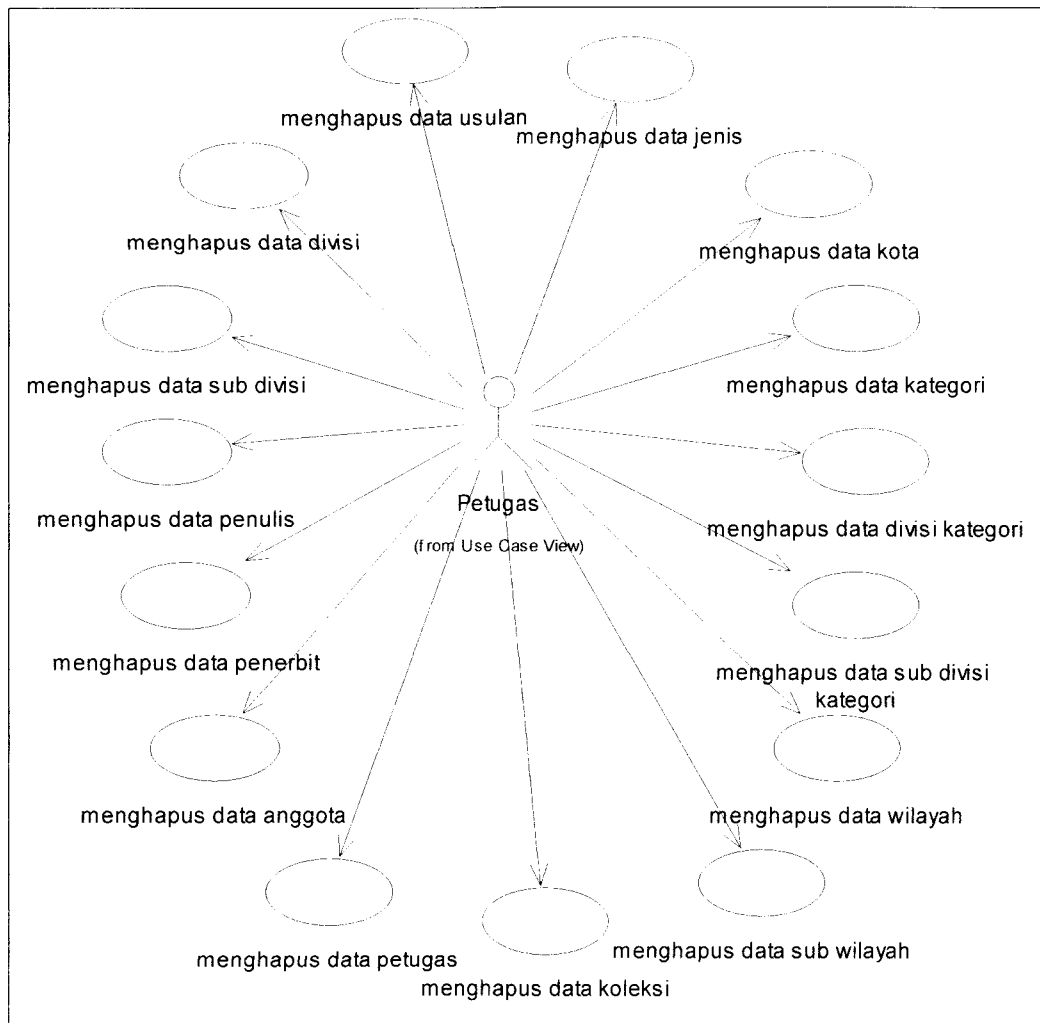 menghapus data usulan
menghapus data jenis
menghapus data divisi
menghapus data kota
menghapus data sub divisi
menghapus data kategori
Petugas
(from Use Case View)
menghapus data penulis
menghapus data divisi kategori
menghapus data penerbit
menghapus data sub divisi
kategori
menghapus data anggota
menghapus data wilayah
menghapus data petugas
menghapus data sub wilayah
menghapus data koleksi